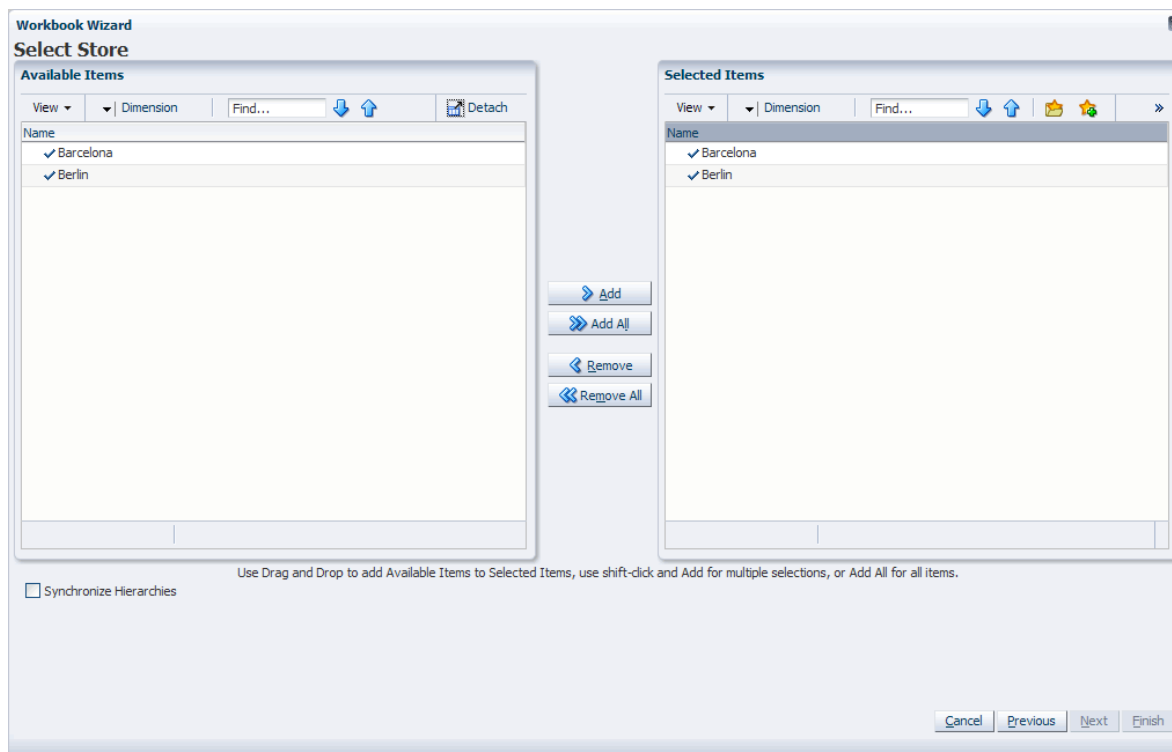 Workbook Wizard
Select Store
Available Items
View Dimension Find... Detach
Name
Barcelona
Berlin
Add
Add All
Remove
Remove All
Selected Items
View Dimension Find... »
Name
Barcelona
Berlin
Use Drag and Drop to add Available Items to Selected Items, use shift-click and Add for multiple selections, or Add All for all items.
Synchronize Hierarchies
Cancel Previous Next Finish